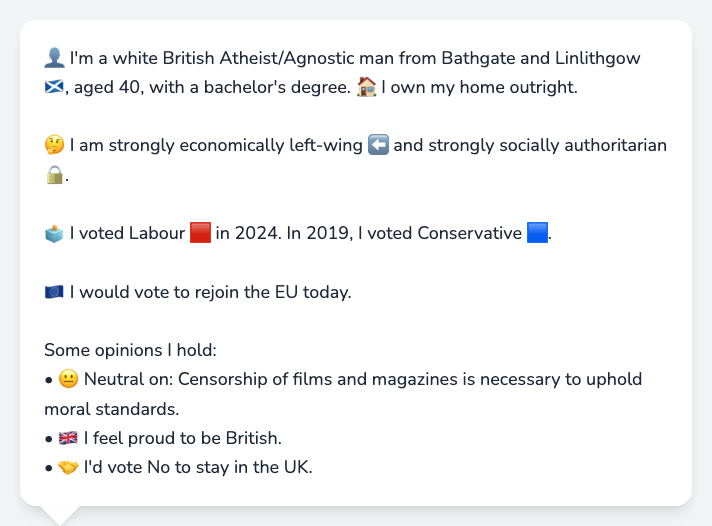 👤 I'm a white British Atheist/Agnostic man from Bathgate and Linlithgow
🏴󠁧󠁢󠁳󠁣󠁴󠁿, aged 40, with a bachelor's degree. 🏠 I own my home outright.
🤔 I am strongly economically left-wing ⬅️ and strongly socially authoritarian
🔒.
🗳️ I voted Labour 🟥 in 2024. In 2019, I voted Conservative 🟦.
🇪🇺 I would vote to rejoin the EU today.
Some opinions I hold:
• 😐 Neutral on: Censorship of films and magazines is necessary to uphold
moral standards.
• 🇬🇧 I feel proud to be British.
• 🤝 I'd vote No to stay in the UK.